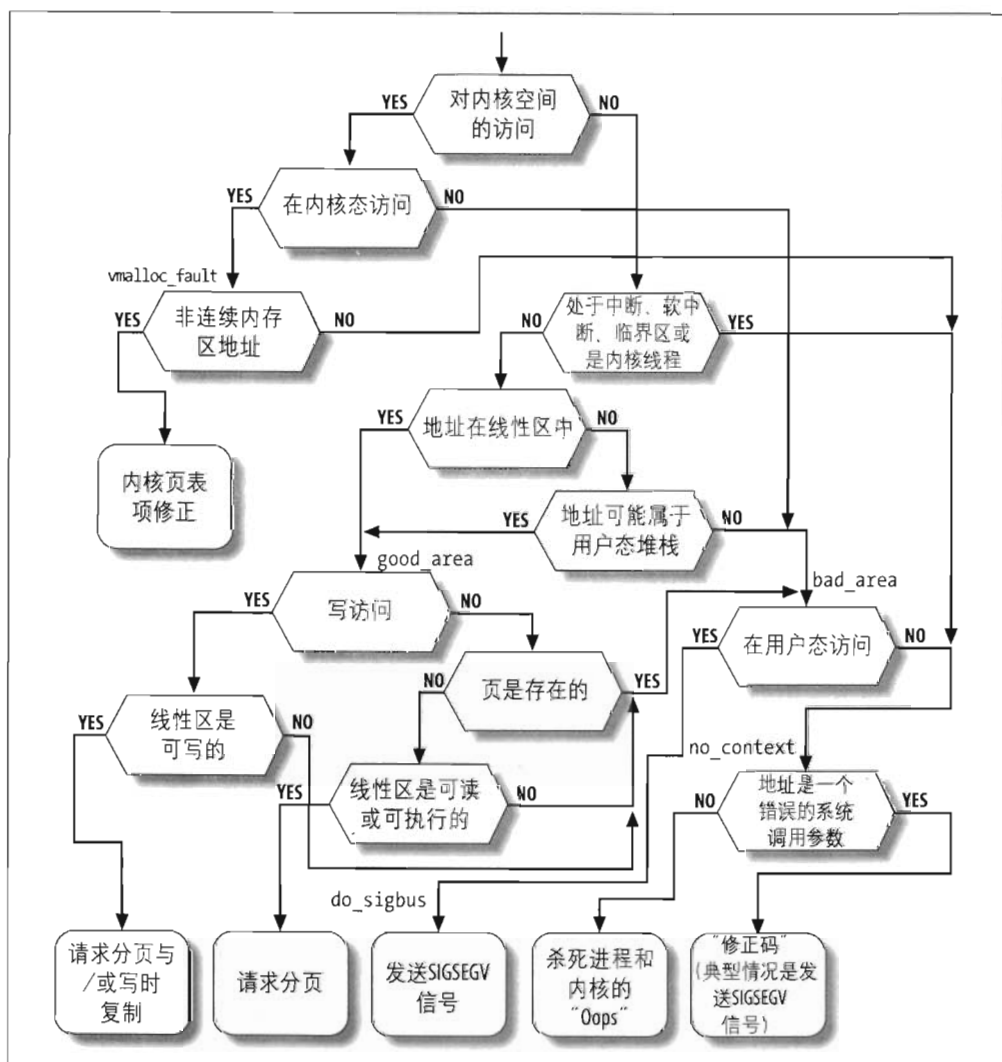 YES
对内核空间
的访问
NO
YES
在内核态访问
NO
vmalloc_fault
YES
非连续内存
区地址
NO
NO
处于中断、软中
断、临界区或
是内核线程
YES
YES
地址在线性区中
NO
内核页表
项修正
YES
地址可能属于
用户态堆栈
NO
good_area
bad_area
YES
写访问
NO
YES
在用户态访问
NO
NO
页是存在的
YES
YES
线性区是
可写的
NO
no_context
YES
线性区是可读
或可执行的
NO
NO
地址是一个
错误的系统
调用参数
YES
do_sigbus
请求分页与
/或写时
复制
请求分页
发送SIGSEGV
信号
杀死进程和
内核的
“Oops”
“修正码”
(典型情况是发
送SIGSEGV
信号)